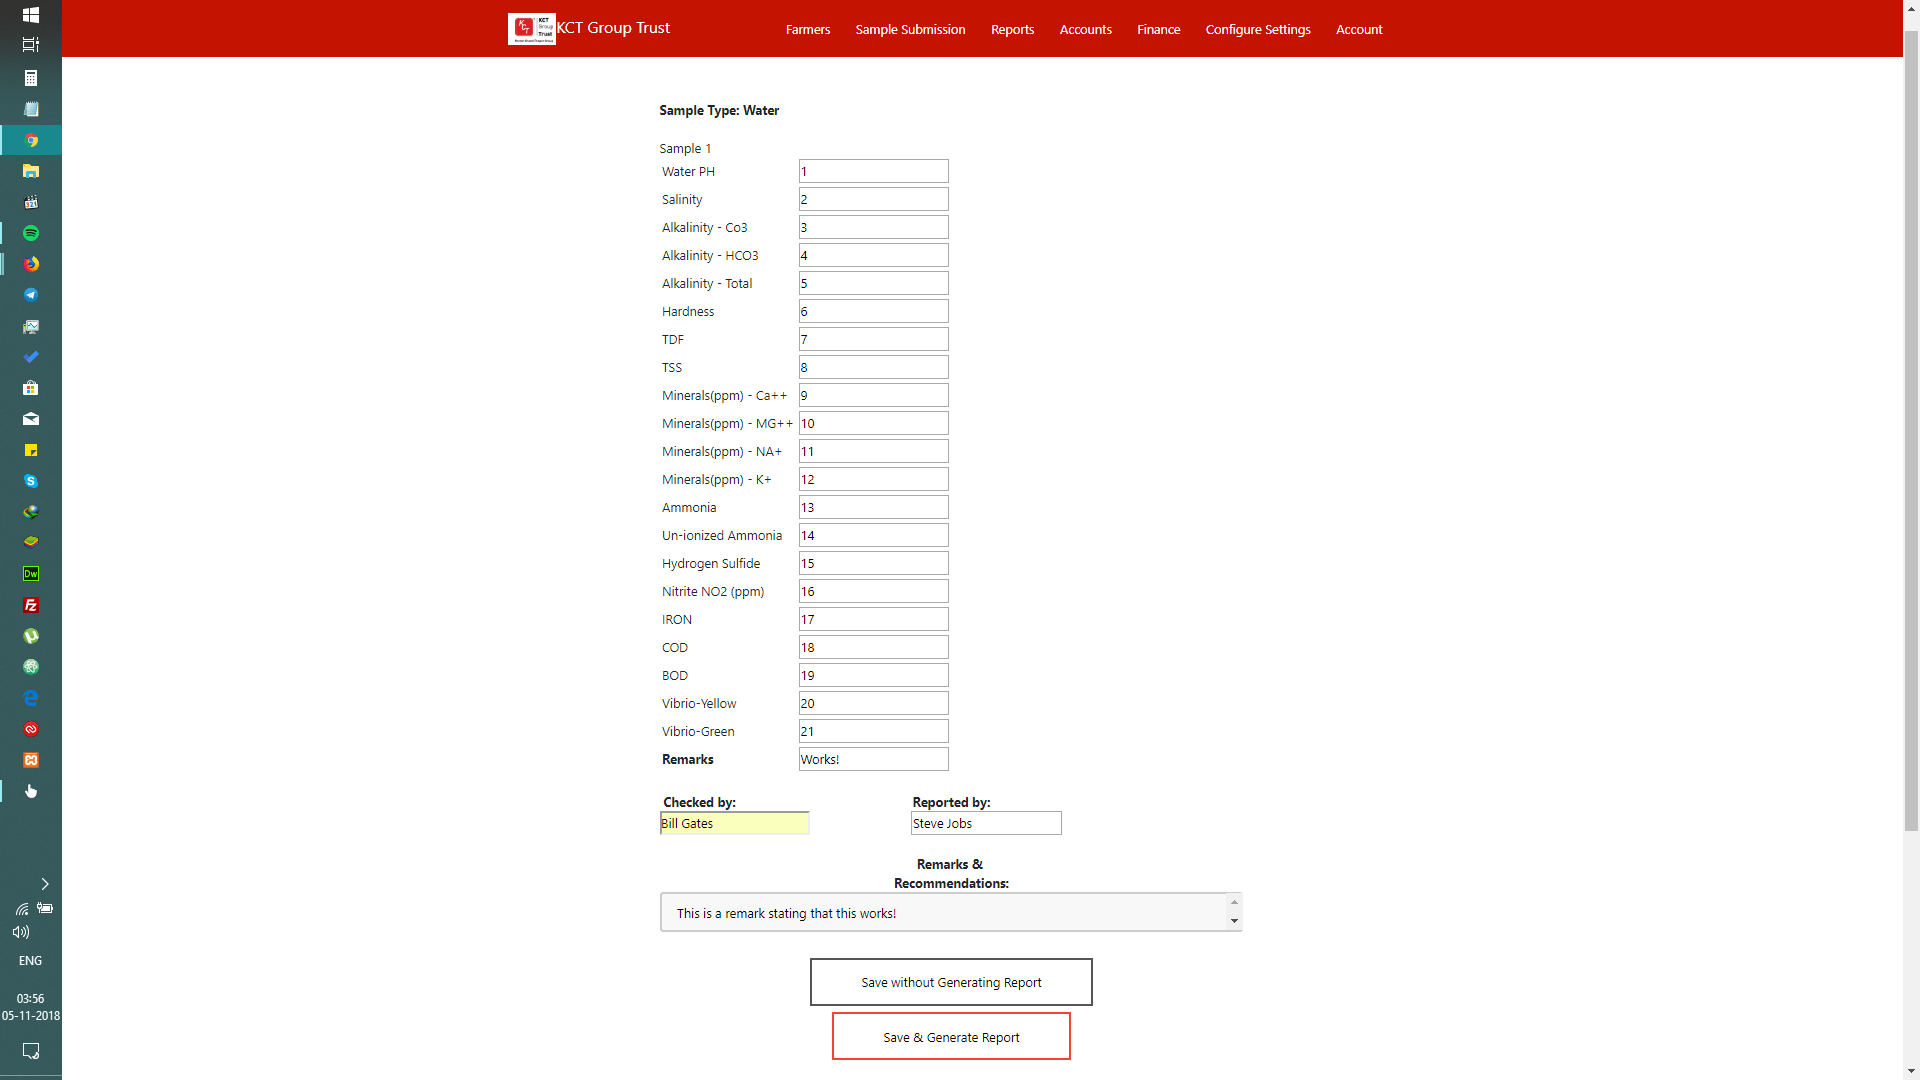 KCT Group Trust
KCT Group Trust
Farmers
Sample Submission
Reports
Accounts
Finance
Configure Settings
Account
Sample Type: Water
Sample 1
Water PH 1
Salinity 2
Alkalinity - Co3 3
Alkalinity - HCO3 4
Alkalinity - Total 5
Hardness 6
TDF 7
TSS 8
Minerals(ppm) - Ca++ 9
Minerals(ppm) - MG++ 10
Minerals(ppm) - NA+ 11
Minerals(ppm) - K+ 12
Ammonia 13
Un-ionized Ammonia 14
Hydrogen Sulfide 15
Nitrite NO2 (ppm) 16
IRON 17
COD 18
BOD 19
Vibrio-Yellow 20
Vibrio-Green 21
Remarks Works!
Checked by: Reported by:
Bill Gates Steve Jobs
Remarks &
Recommendations:
This is a remark stating that this works!
Save without Generating Report
Save & Generate Report
Dw
Fz
ENG
03:56
05-11-2018